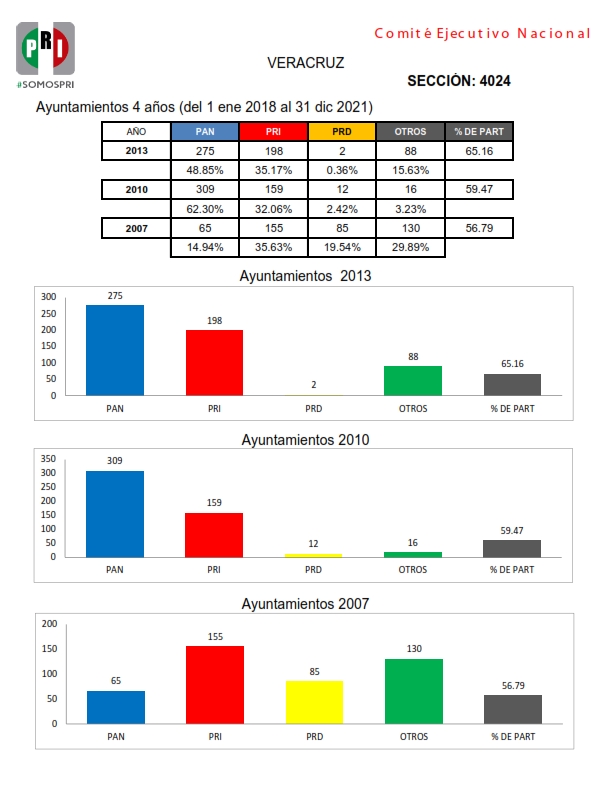 Comité Ejecutivo Nacional
PRI
#SOMOSPRI
VERACRUZ
SECCIÓN: 4024
Ayuntamientos 4 años (del 1 ene 2018 al 31 dic 2021)
AÑO PAN PRI PRD OTROS % DE PART
2013 275 198 2 88 65.16
48.85% 35.17% 0.36% 15.63%
2010 309 159 12 16 59.47
62.30% 32.06% 2.42% 3.23%
2007 65 155 85 130 56.79
14.94% 35.63% 19.54% 29.89%
Ayuntamientos 2013
300
250
200
150
100
50
0
275
198
2
88
65.16
PAN PRI PRD OTROS % DE PART
Ayuntamientos 2010
350
300
250
200
150
100
50
0
309
159
12
16
59.47
PAN PRI PRD OTROS % DE PART
Ayuntamientos 2007
200
150
100
50
0
65
155
85
130
56.79
PAN PRI PRD OTROS % DE PART